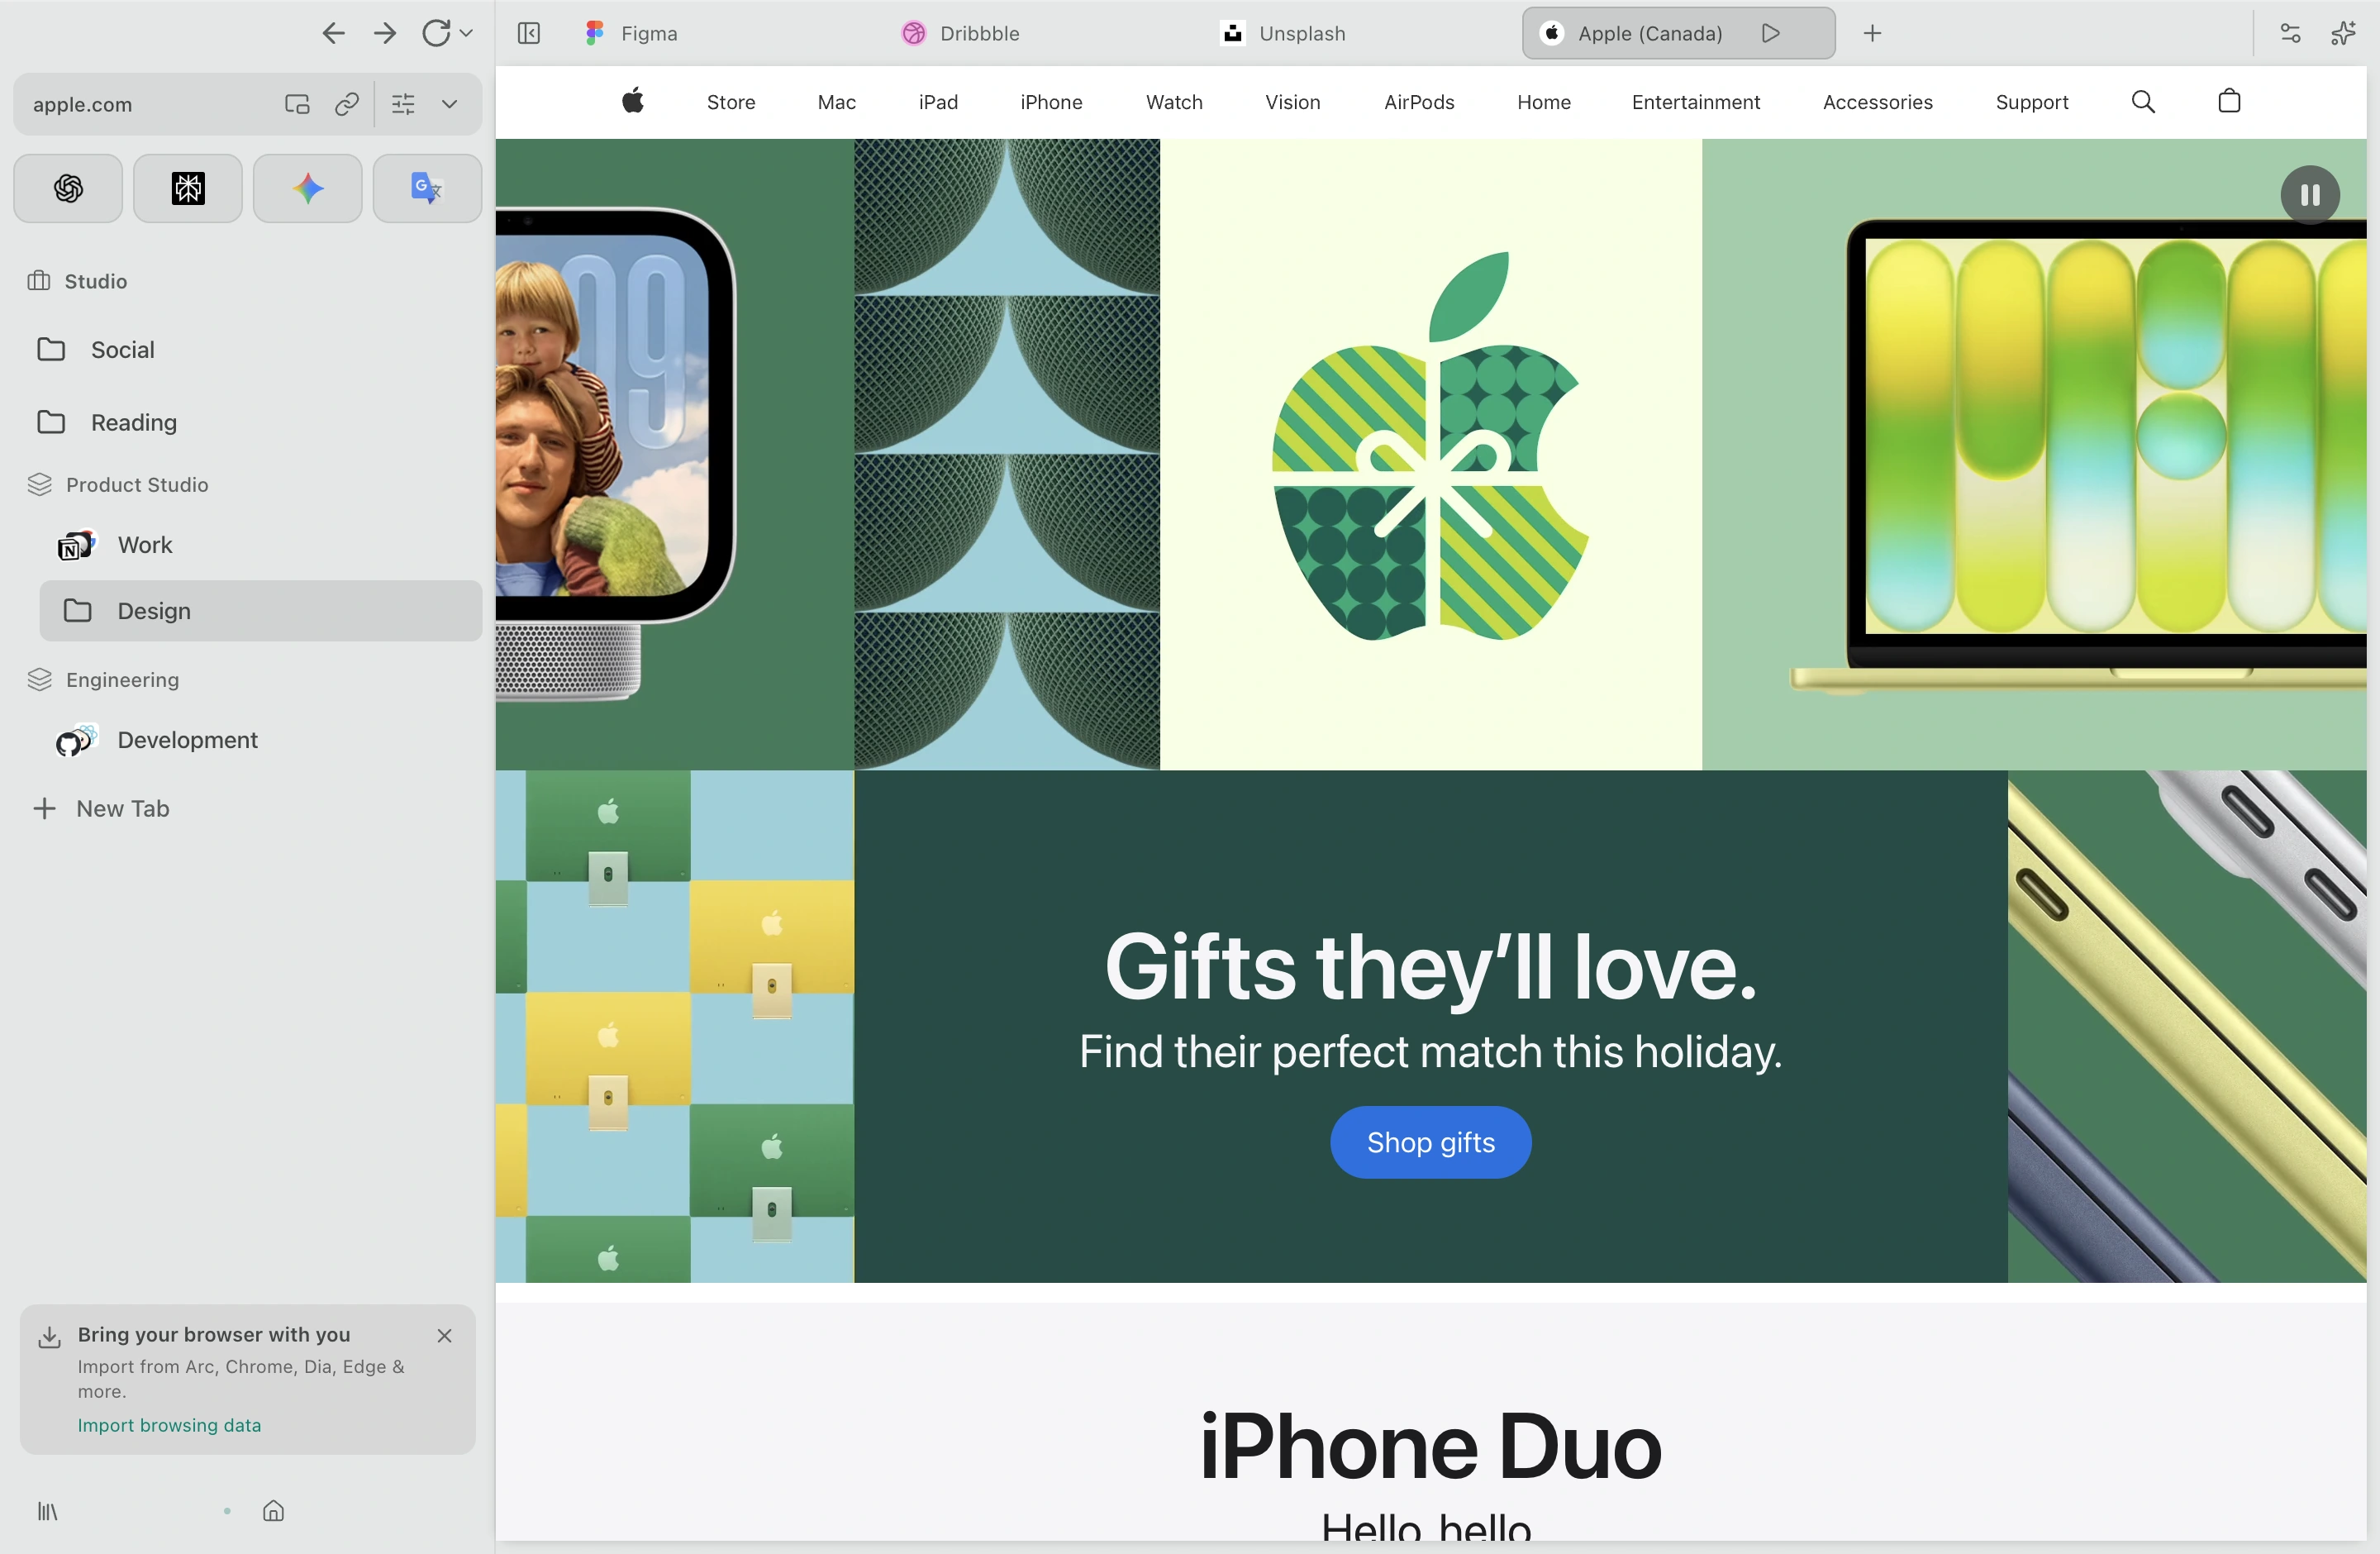 Figma
Dribbble
Unsplash
Apple (Canada)
apple.com
Studio
Social
Reading
Product Studio
Work
Design
Engineering
Development
New Tab
Bring your browser with you
Import from Arc, Chrome, Dia, Edge &
more.
Import browsing data
Store
Mac
iPad
iPhone
Watch
Vision
AirPods
Home
Entertainment
Accessories
Support
09
Gifts they’ll love.
Find their perfect match this holiday.
Shop gifts
iPhone Duo
Hello, hello